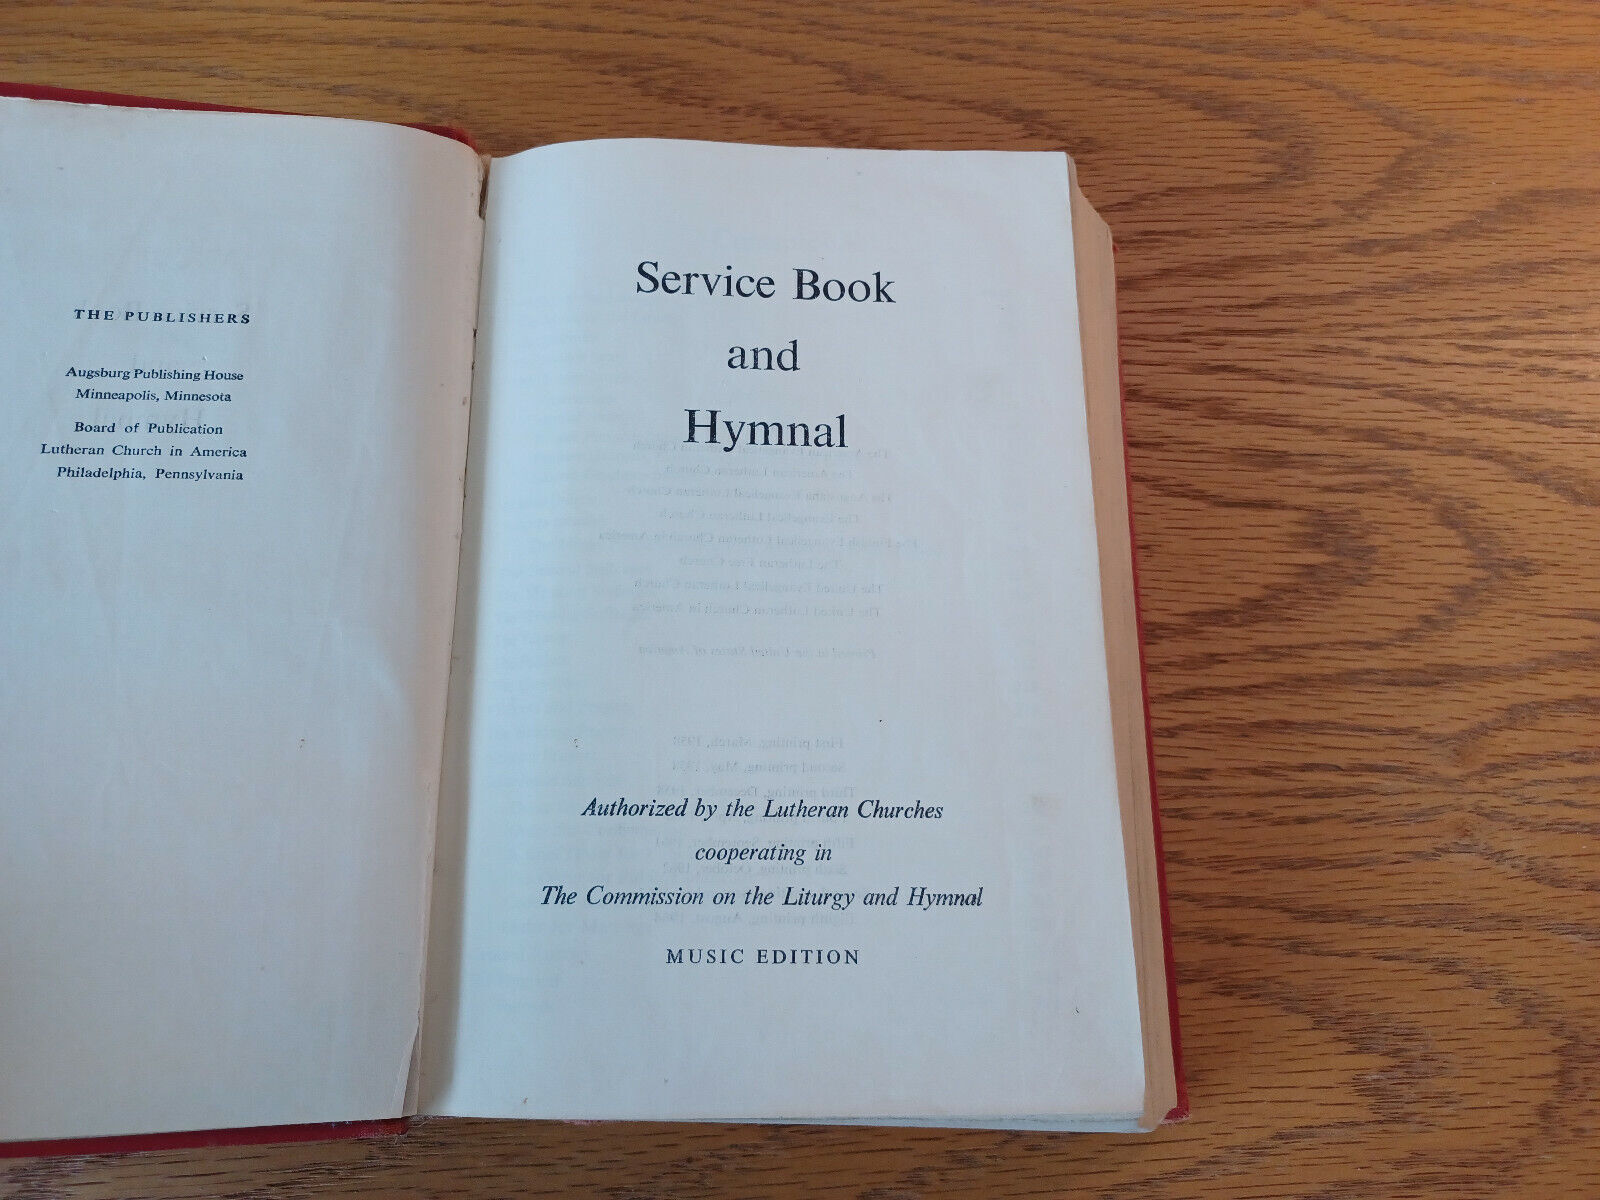 THE PUBLISHERS
Augsburg Publishing House
Minneapolis, Minnesota
Board of Publication
Lutheran Church in America
Philadelphia, Pennsylvania
Service Book
and
Hymnal
Authorized by the Lutheran Churches
cooperating in
The Commission on the Liturgy and Hymnal
MUSIC EDITION